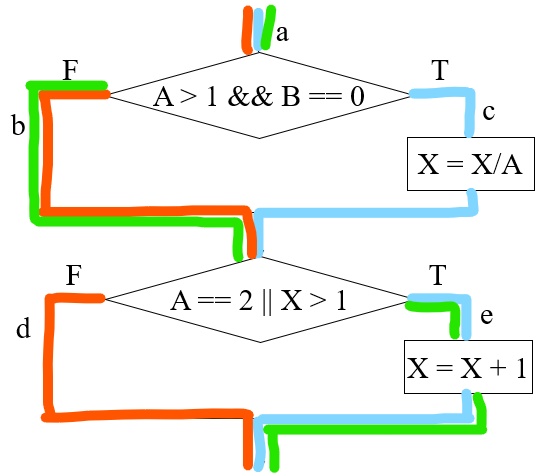 a
F
T
A > 1 && B == 0
b
c
X = X/A
F
T
A == 2 || X > 1
d
e
X = X + 1